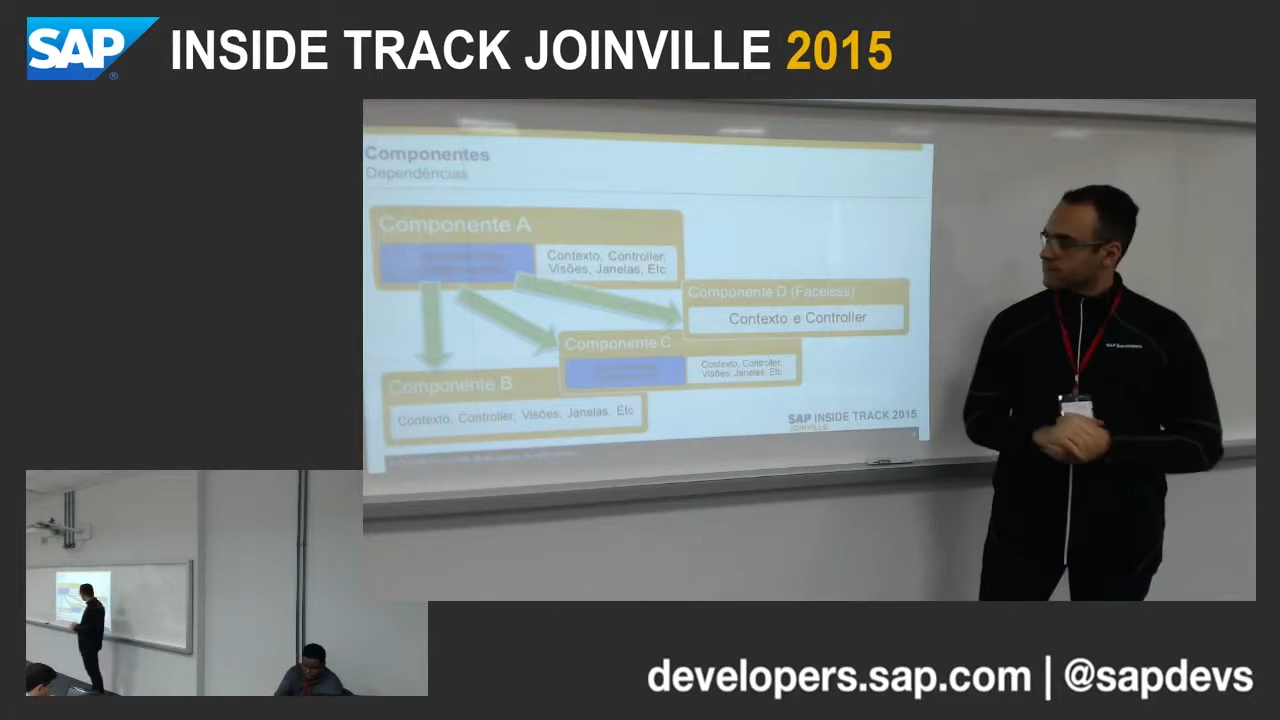 SAP
®
INSIDE TRACK JOINVILLE 2015
Componentes
Dependências
Componente A
Contexto, Controller,
Visões, Janelas, Etc
Componente D (Faceless)
Contexto e Controller
Componente C
Contexto, Controller,
Visões, Janelas, Etc
Componente B
Contexto, Controller, Visões, Janelas, Etc
SAP INSIDE TRACK 2015
JOINVILLE
developers.sap.com | @sapdevs